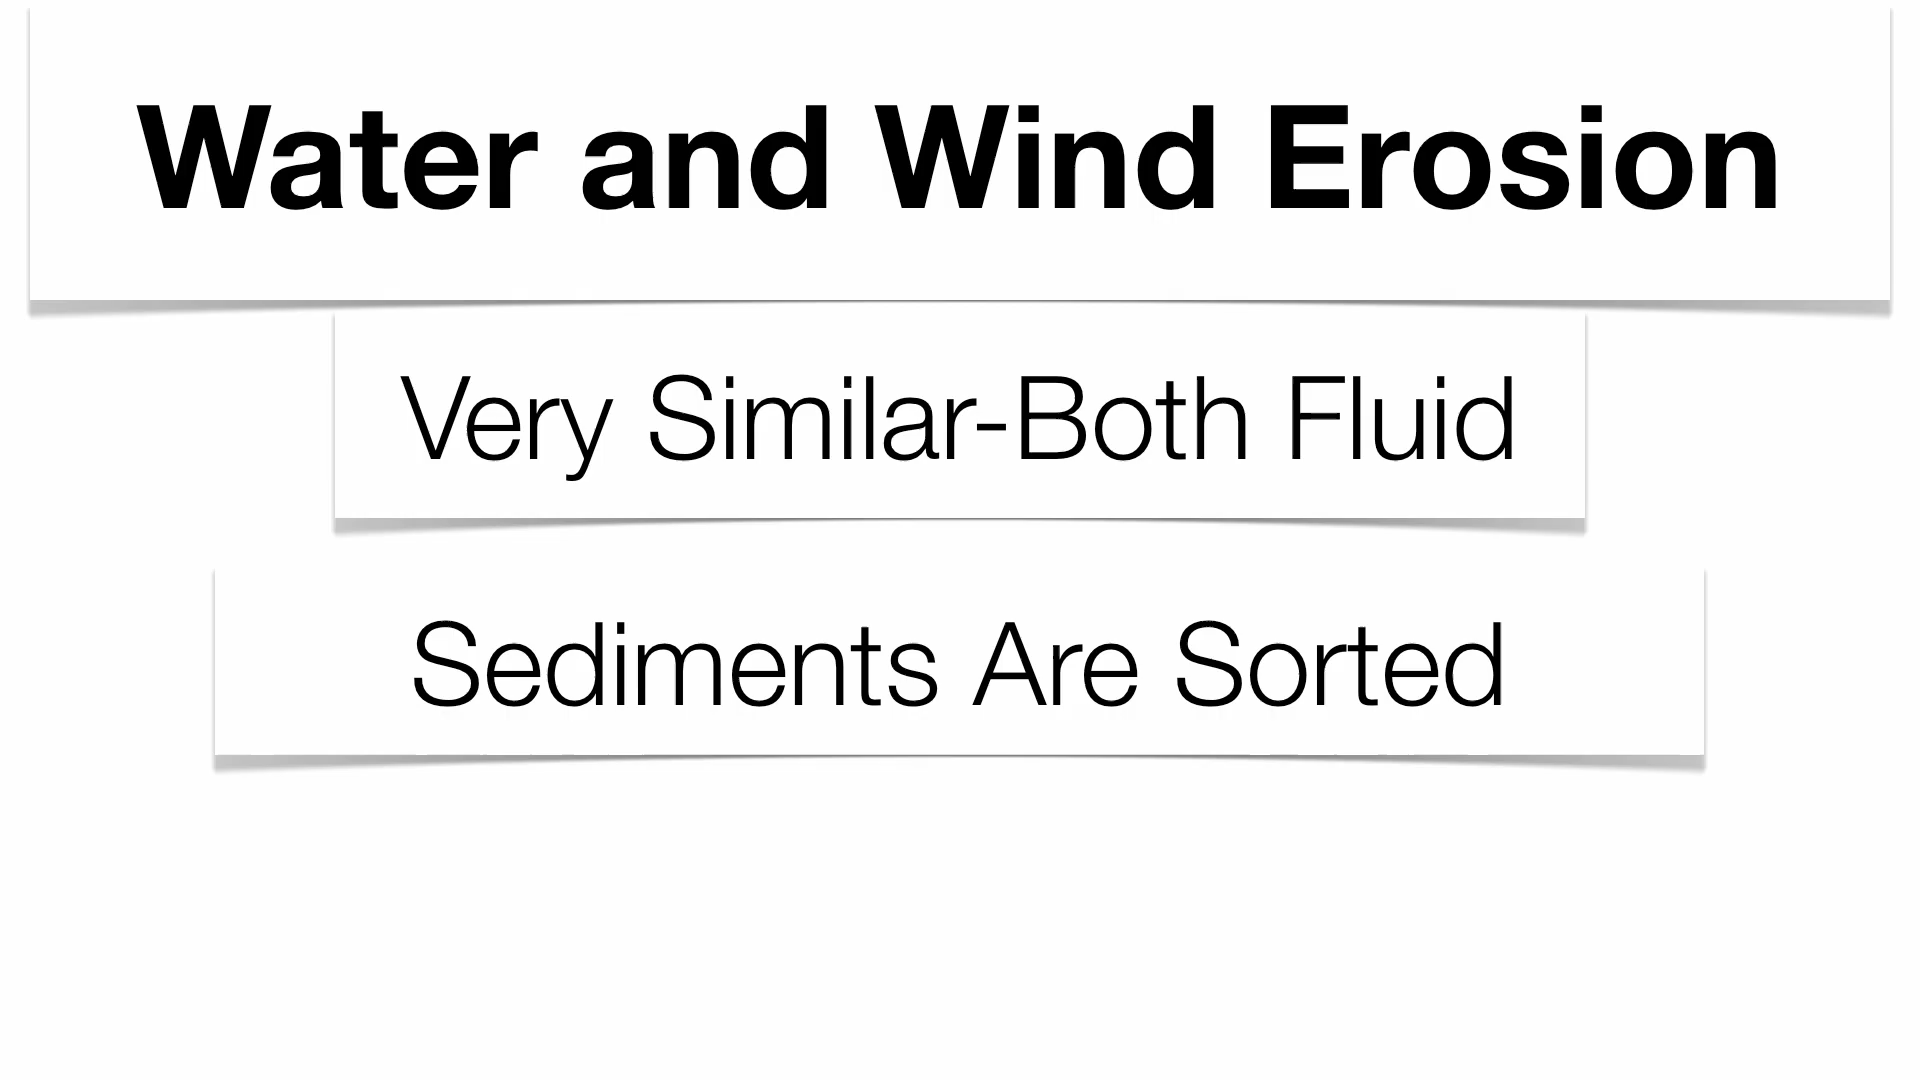 Water and Wind Erosion
Very Similar-Both Fluid
Sediments Are Sorted